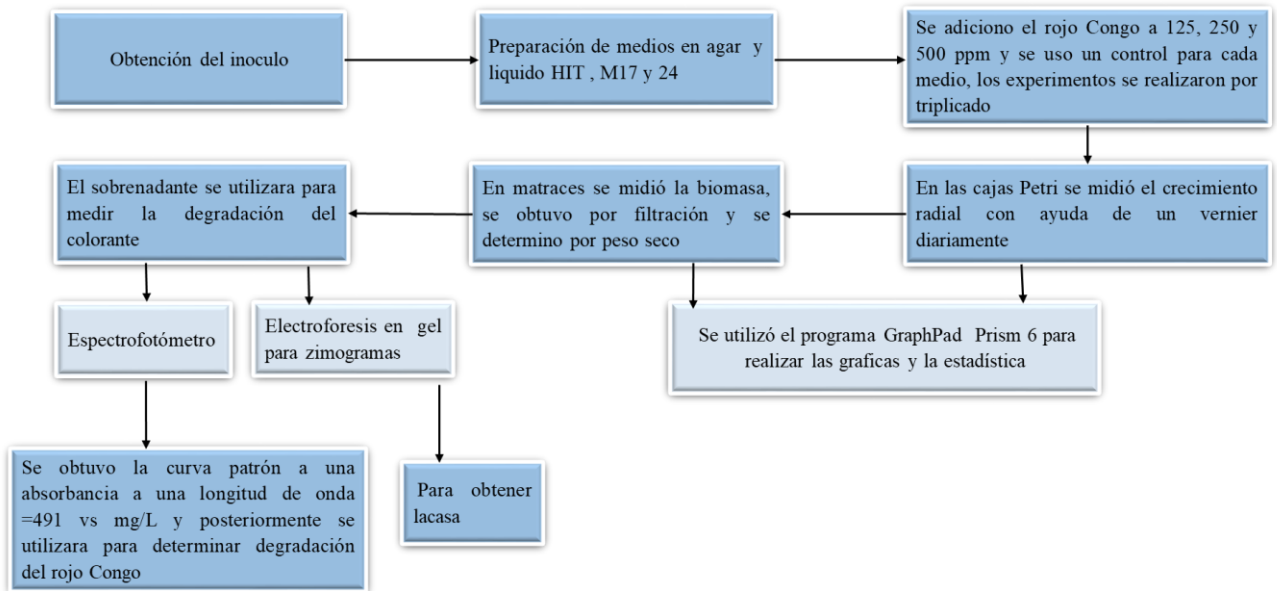 Obtención del inoculo
Preparación de medios en agar y
liquido HIT , M17 y 24
Se adiciono el rojo Congo a 125, 250 y
500 ppm y se uso un control para cada
medio, los experimentos se realizaron por
triplicado
En las cajas Petri se midió el crecimiento
radial con ayuda de un vernier
diariamente
En matraces se midió la biomasa,
se obtuvo por filtración y se
determino por peso seco
El sobrenadante se utilizara para
medir la degradación del
colorante
Espectrofotómetro
Electroforesis en gel
para zimogramas
Se utilizó el programa GraphPad Prism 6 para
realizar las graficas y la estadística
Se obtuvo la curva patrón a una
absorbancia a una longitud de onda
=491 vs mg/L y posteriormente se
utilizara para determinar degradación
del rojo Congo
Para obtener
lacasa